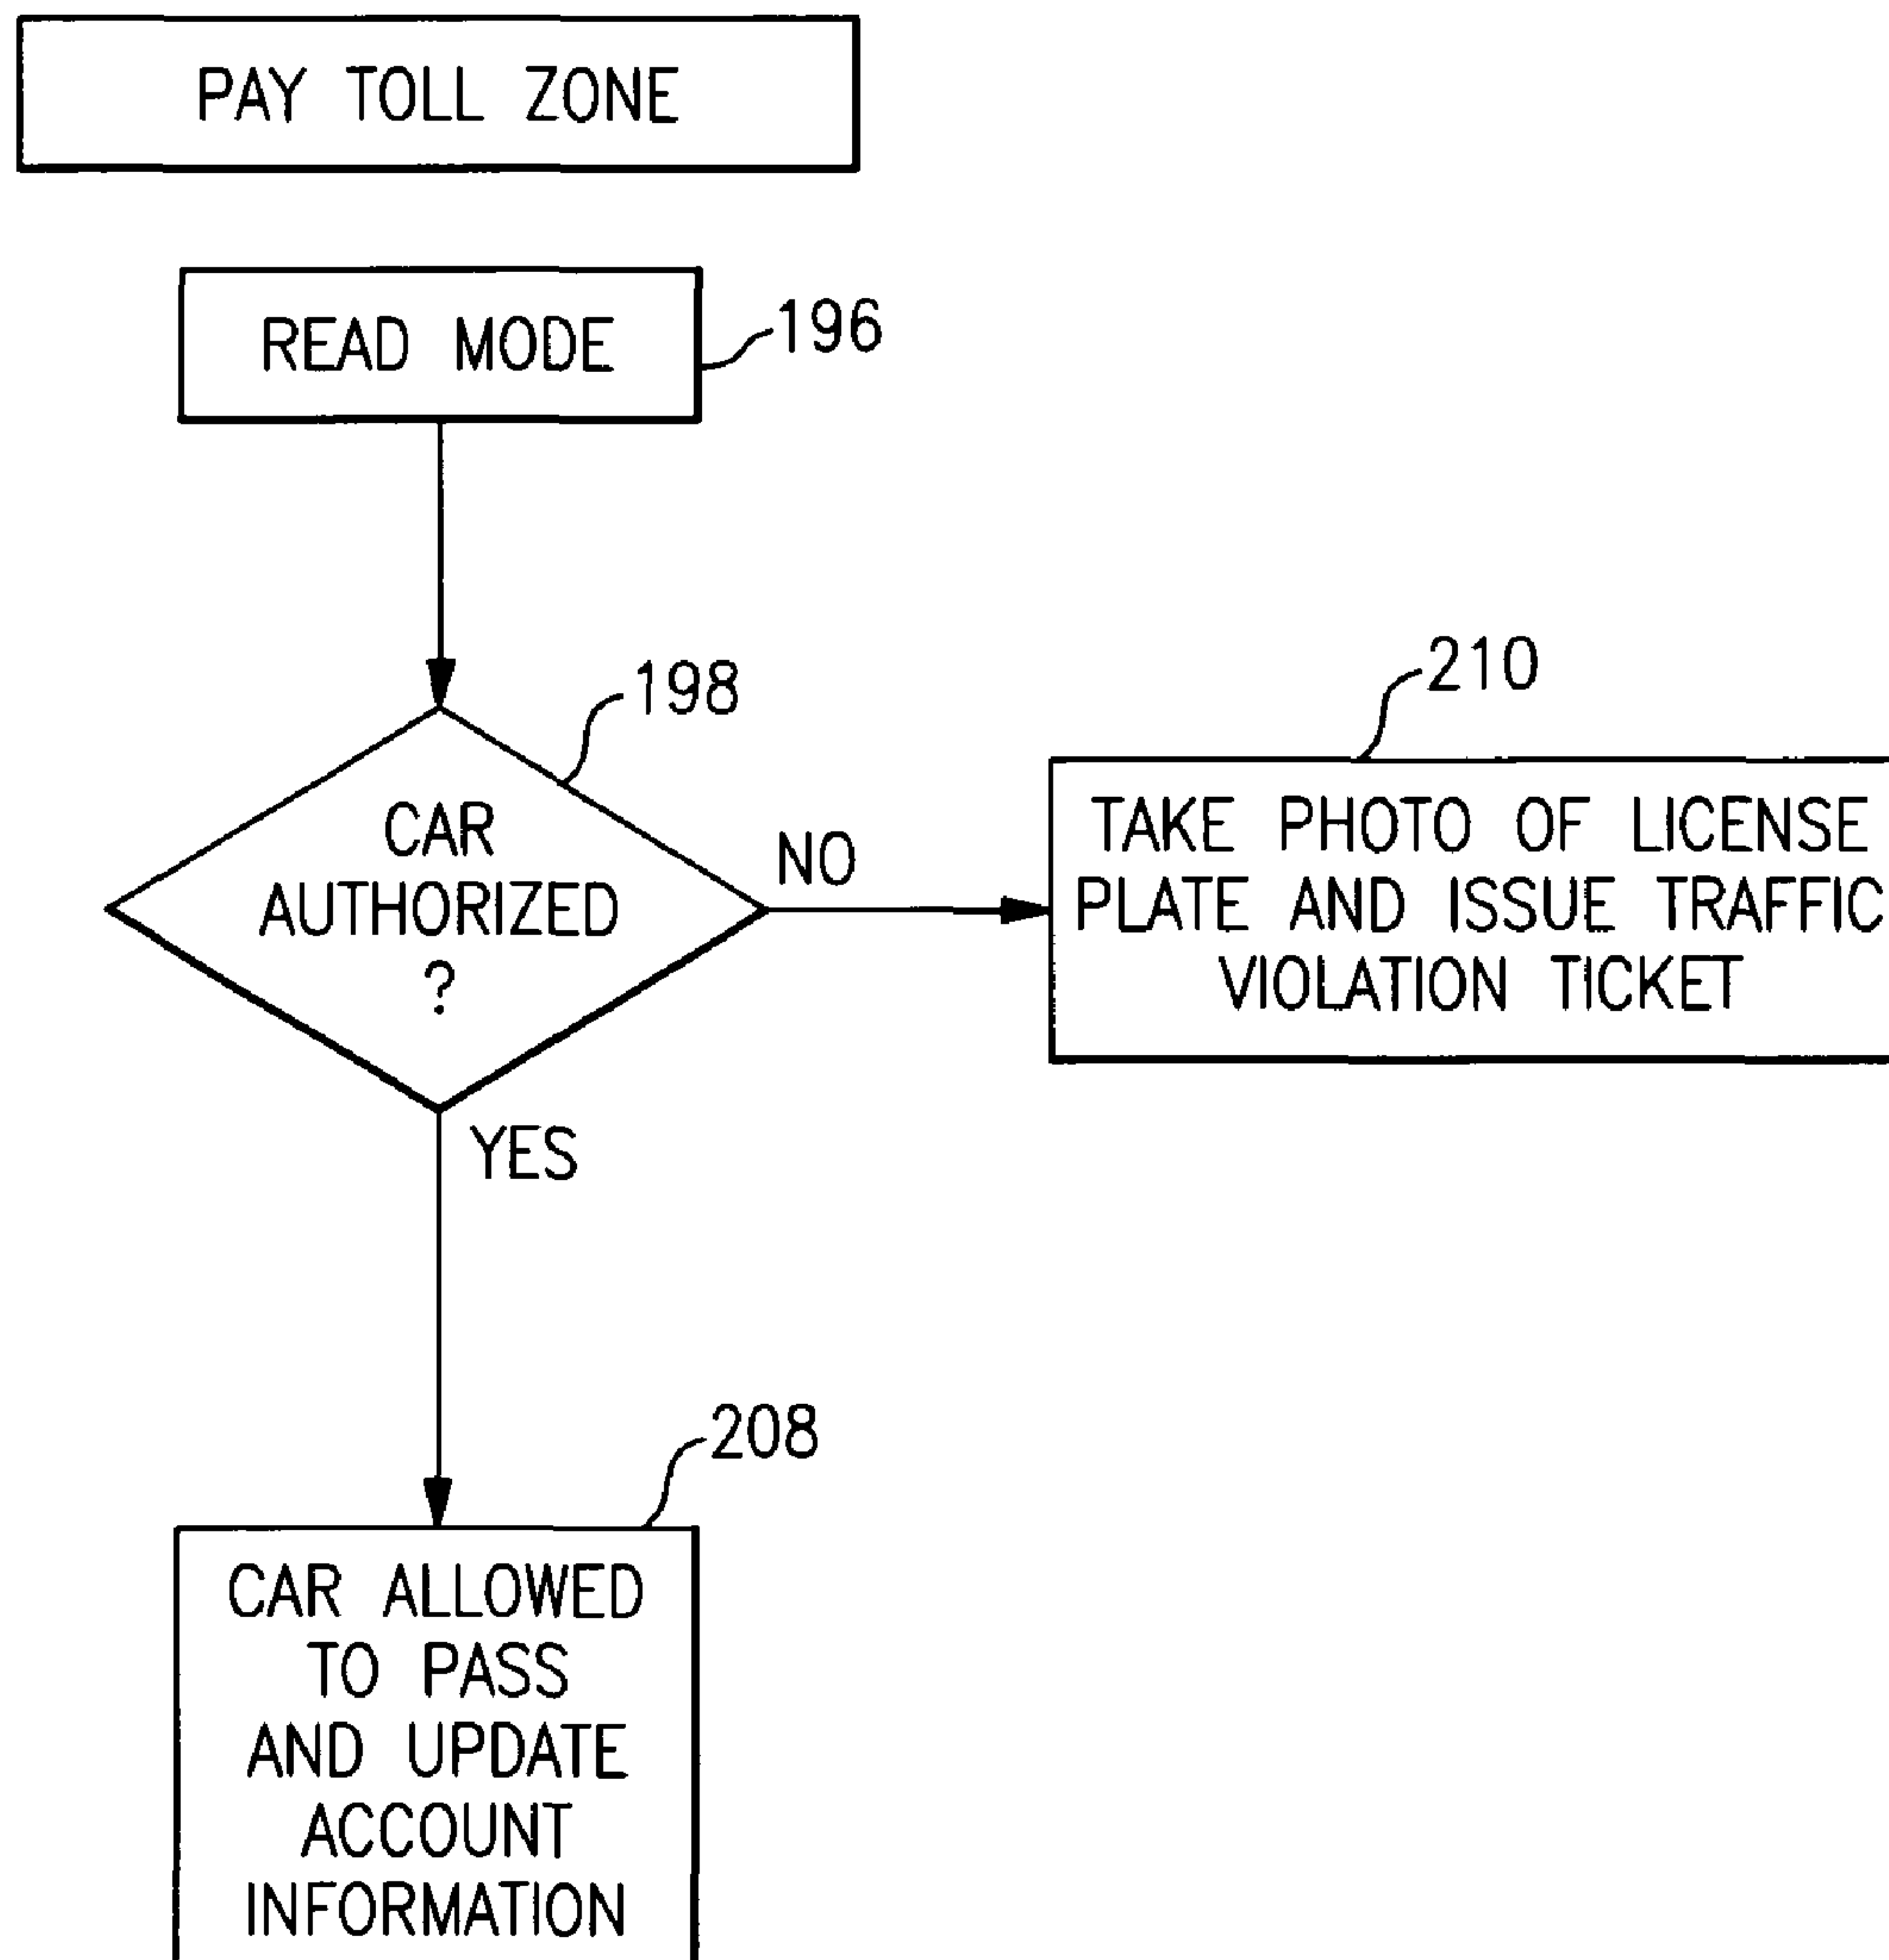 PAY TOLL ZONE
READ MODE
196
198
CAR
AUTHORIZED
?
NO
210
TAKE PHOTO OF LICENSE
PLATE AND ISSUE TRAFFIC
VIOLATION TICKET
YES
208
CAR ALLOWED
TO PASS
AND UPDATE
ACCOUNT
INFORMATION